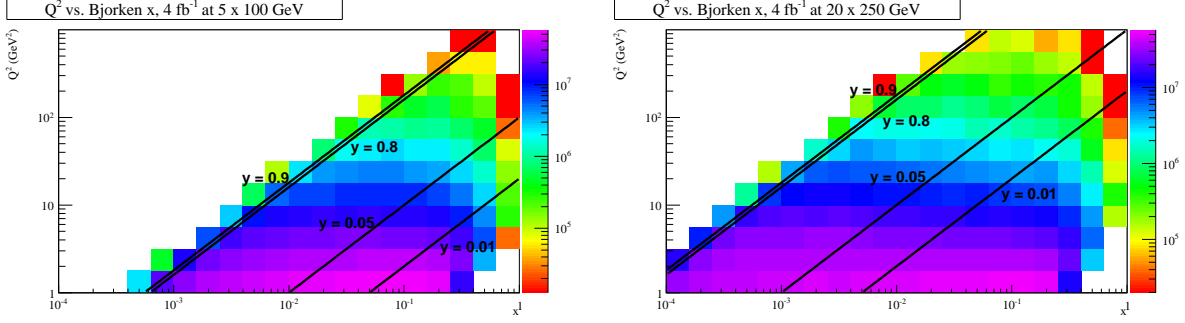 Q² vs. Bjorken x, 4 fb⁻¹ at 5 x 100 GeV
Q² (GeV²)
10²
10
1
10⁻⁴
10⁻³
10⁻²
10⁻¹
1
x
y = 0.9
y = 0.8
y = 0.05
y = 0.01
10⁷
10⁶
10⁵
Q² vs. Bjorken x, 4 fb⁻¹ at 20 x 250 GeV
Q² (GeV²)
10²
10
1
10⁻⁴
10⁻³
10⁻²
10⁻¹
1
x
y = 0.9
y = 0.8
y = 0.05
y = 0.01
10⁷
10⁶
10⁵